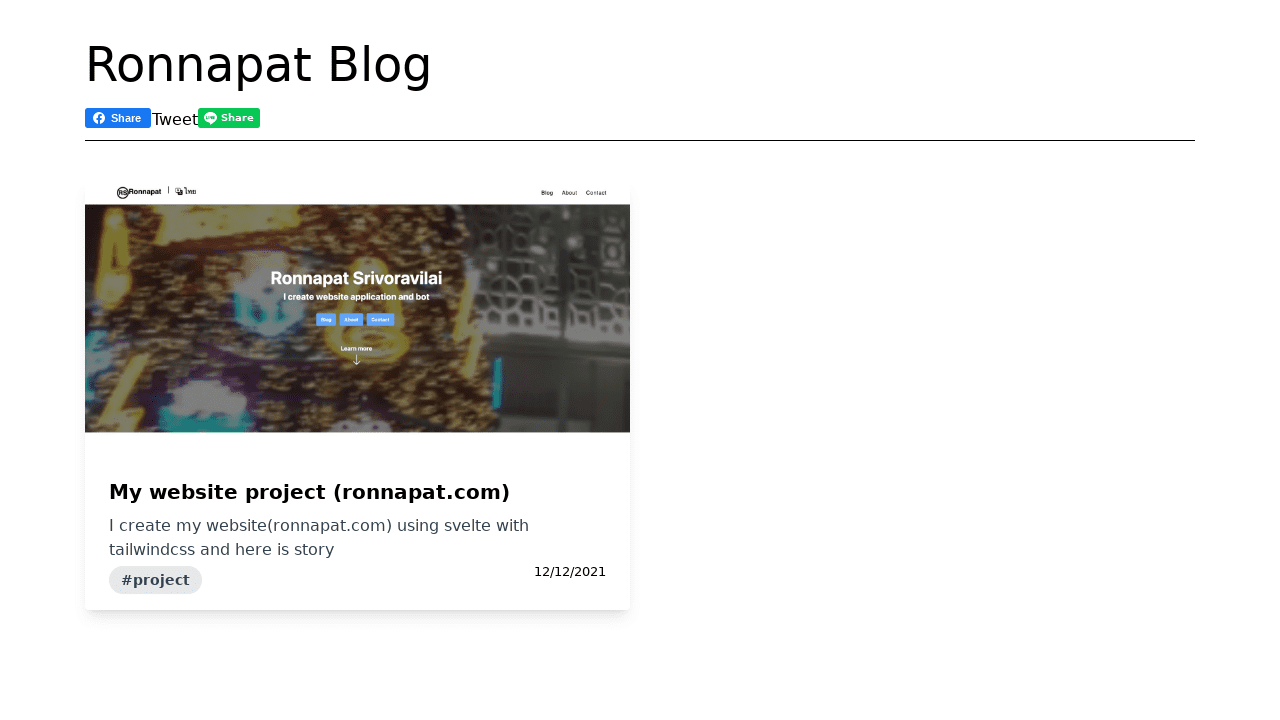 Ronnapat Blog
Share Tweet Share
Ronnapat ไทย Blog About Contact
Ronnapat Srivoravilai
I create website application and bot
Blog About Contact
Learn more
My website project (ronnapat.com)
I create my website(ronnapat.com) using svelte with
tailwindcss and here is story
#project 12/12/2021